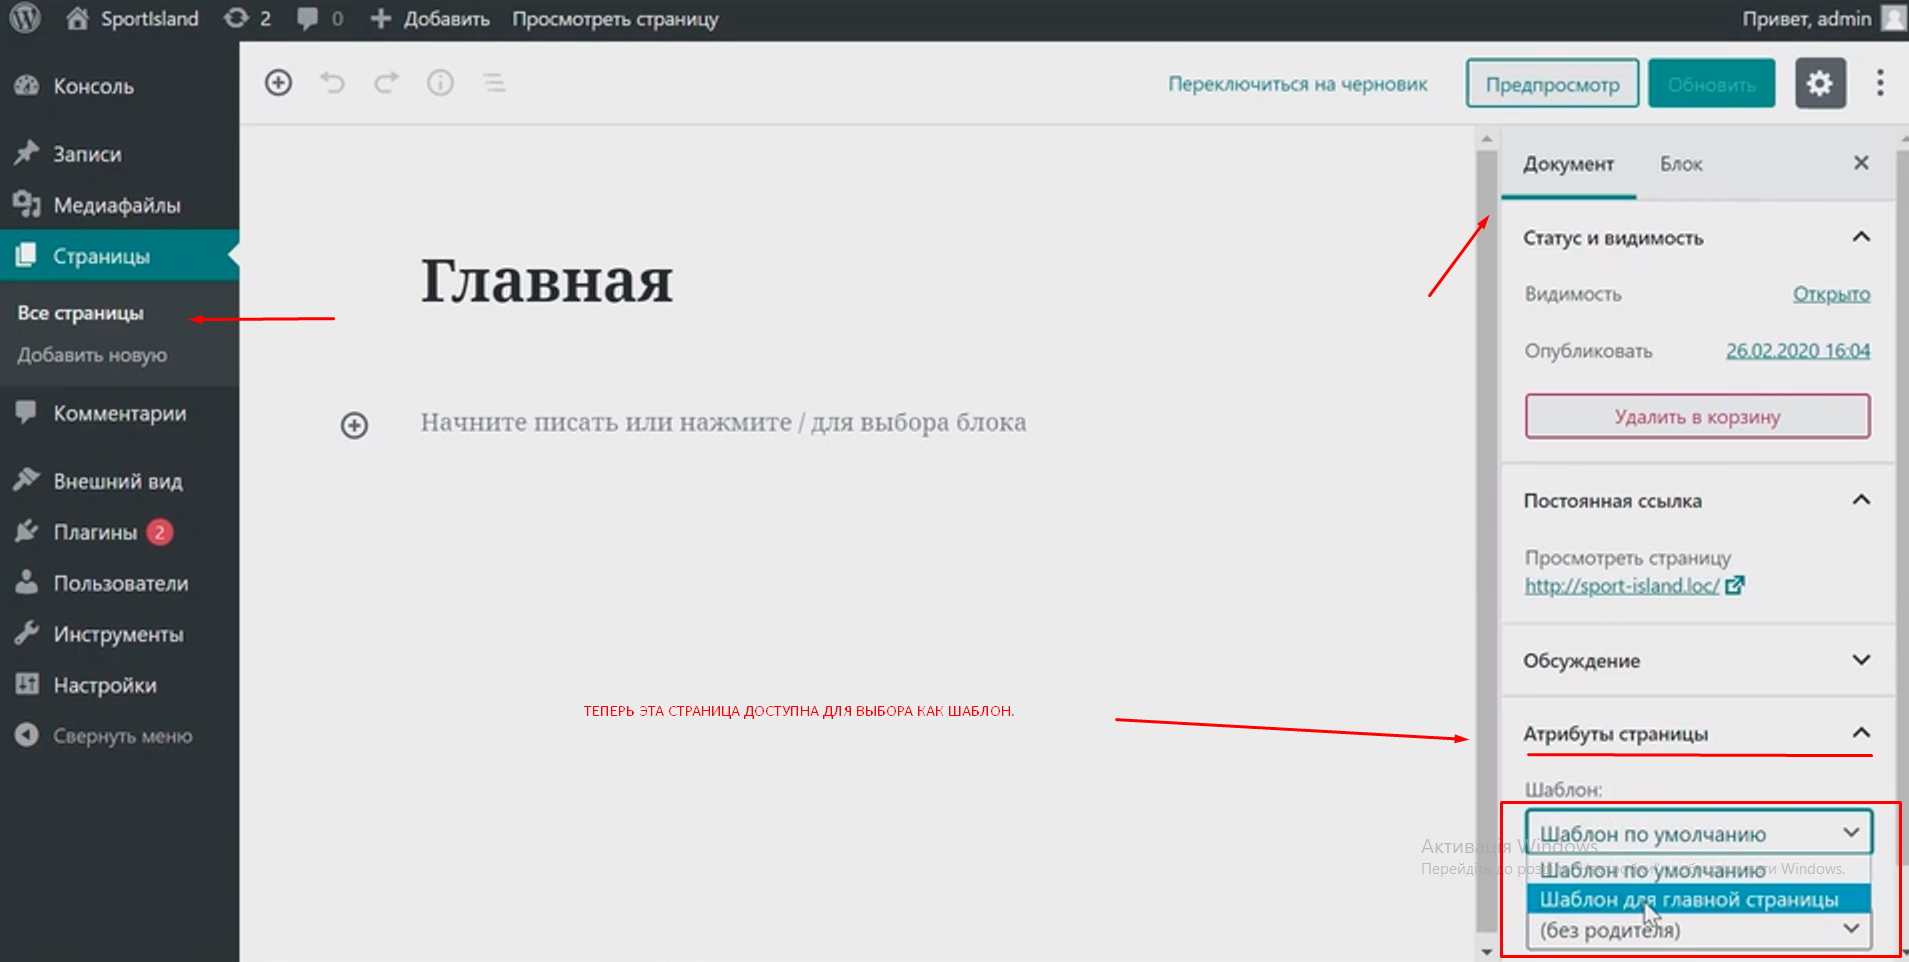 SportIsland 2 0 Добавить Просмотреть страницу Привет, admin
Консоль
Записи
Медиафайлы
Страницы
Все страницы
Добавить новую
Комментарии
Внешний вид
Плагины 2
Пользователи
Инструменты
Настройки
Свернуть меню
Переключиться на черновик Предпросмотр Обновить
Главная
Начните писать или нажмите / для выбора блока
ТЕПЕРЬ ЭТА СТРАНИЦА ДОСТУПНА ДЛЯ ВЫБОРА КАК ШАБЛОН.
Документ Блок
Статус и видимость
Видимость Открыто
Опубликовать 26.02.2020 16:04
Удалить в корзину
Постоянная ссылка
Просмотреть страницу
http://sport-island.loc/
Обсуждение
Атрибуты страницы
Шаблон:
Шаблон по умолчанию
Шаблон по умолчанию
Шаблон для главной страницы
(без родителя)
Активація Windows
Перейдіть до Windows.